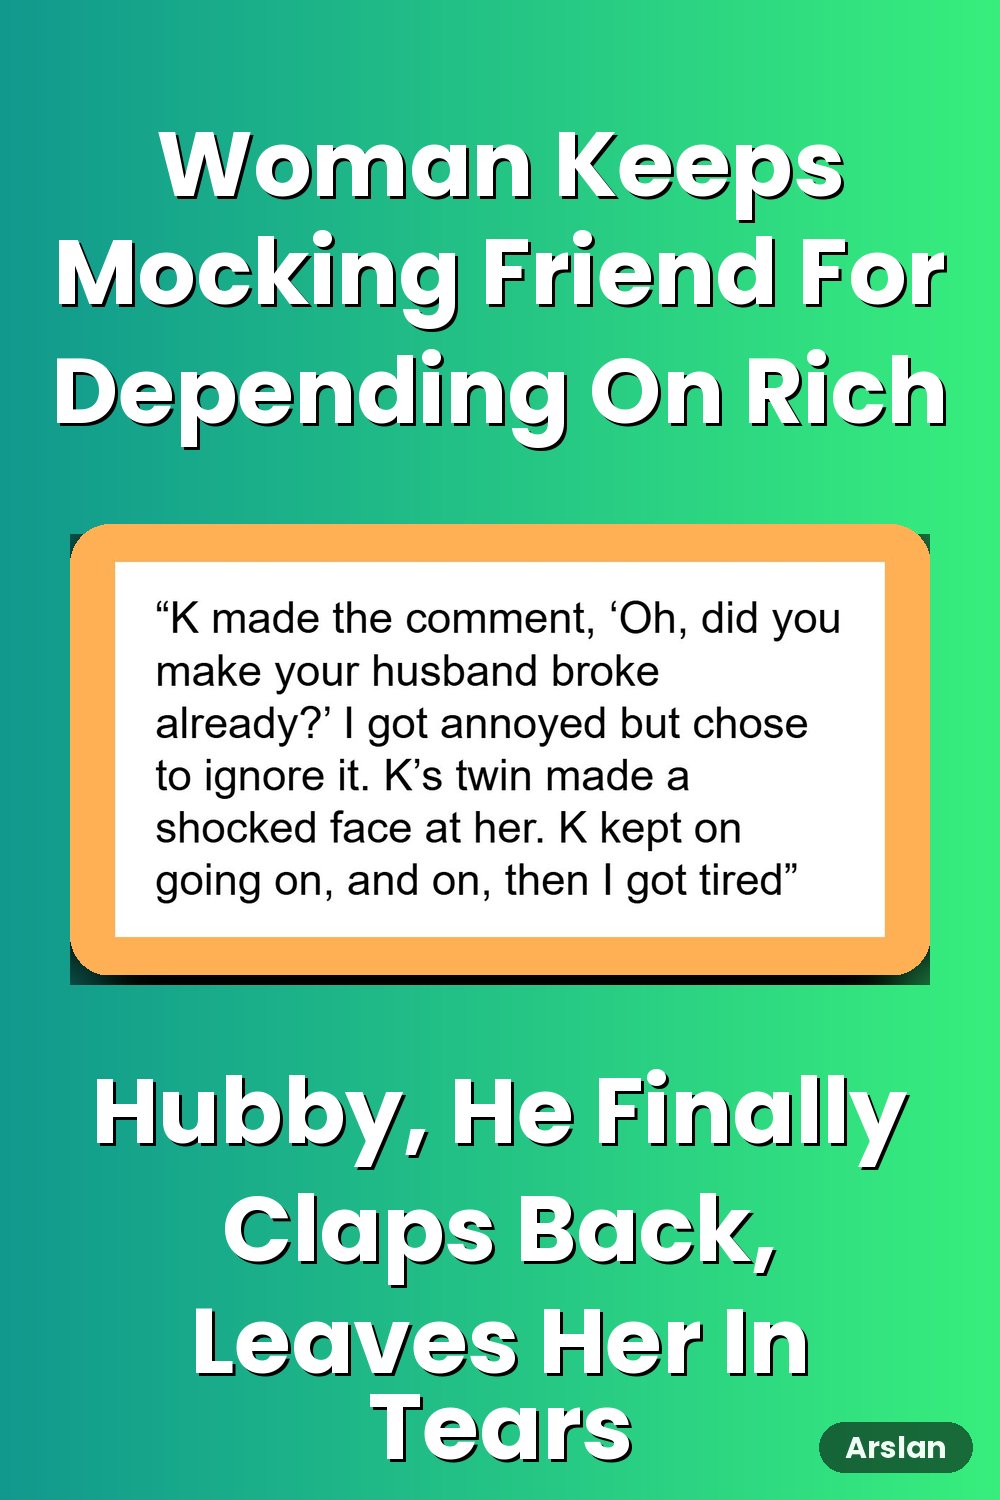 Woman Keeps
Mocking Friend For
Depending On Rich
“K made the comment, ‘Oh, did you
make your husband broke
already?’ I got annoyed but chose
to ignore it. K’s twin made a
shocked face at her. K kept on
going on, and on, then I got tired”
Hubby, He Finally
Claps Back,
Leaves Her In
Tears
Arslan